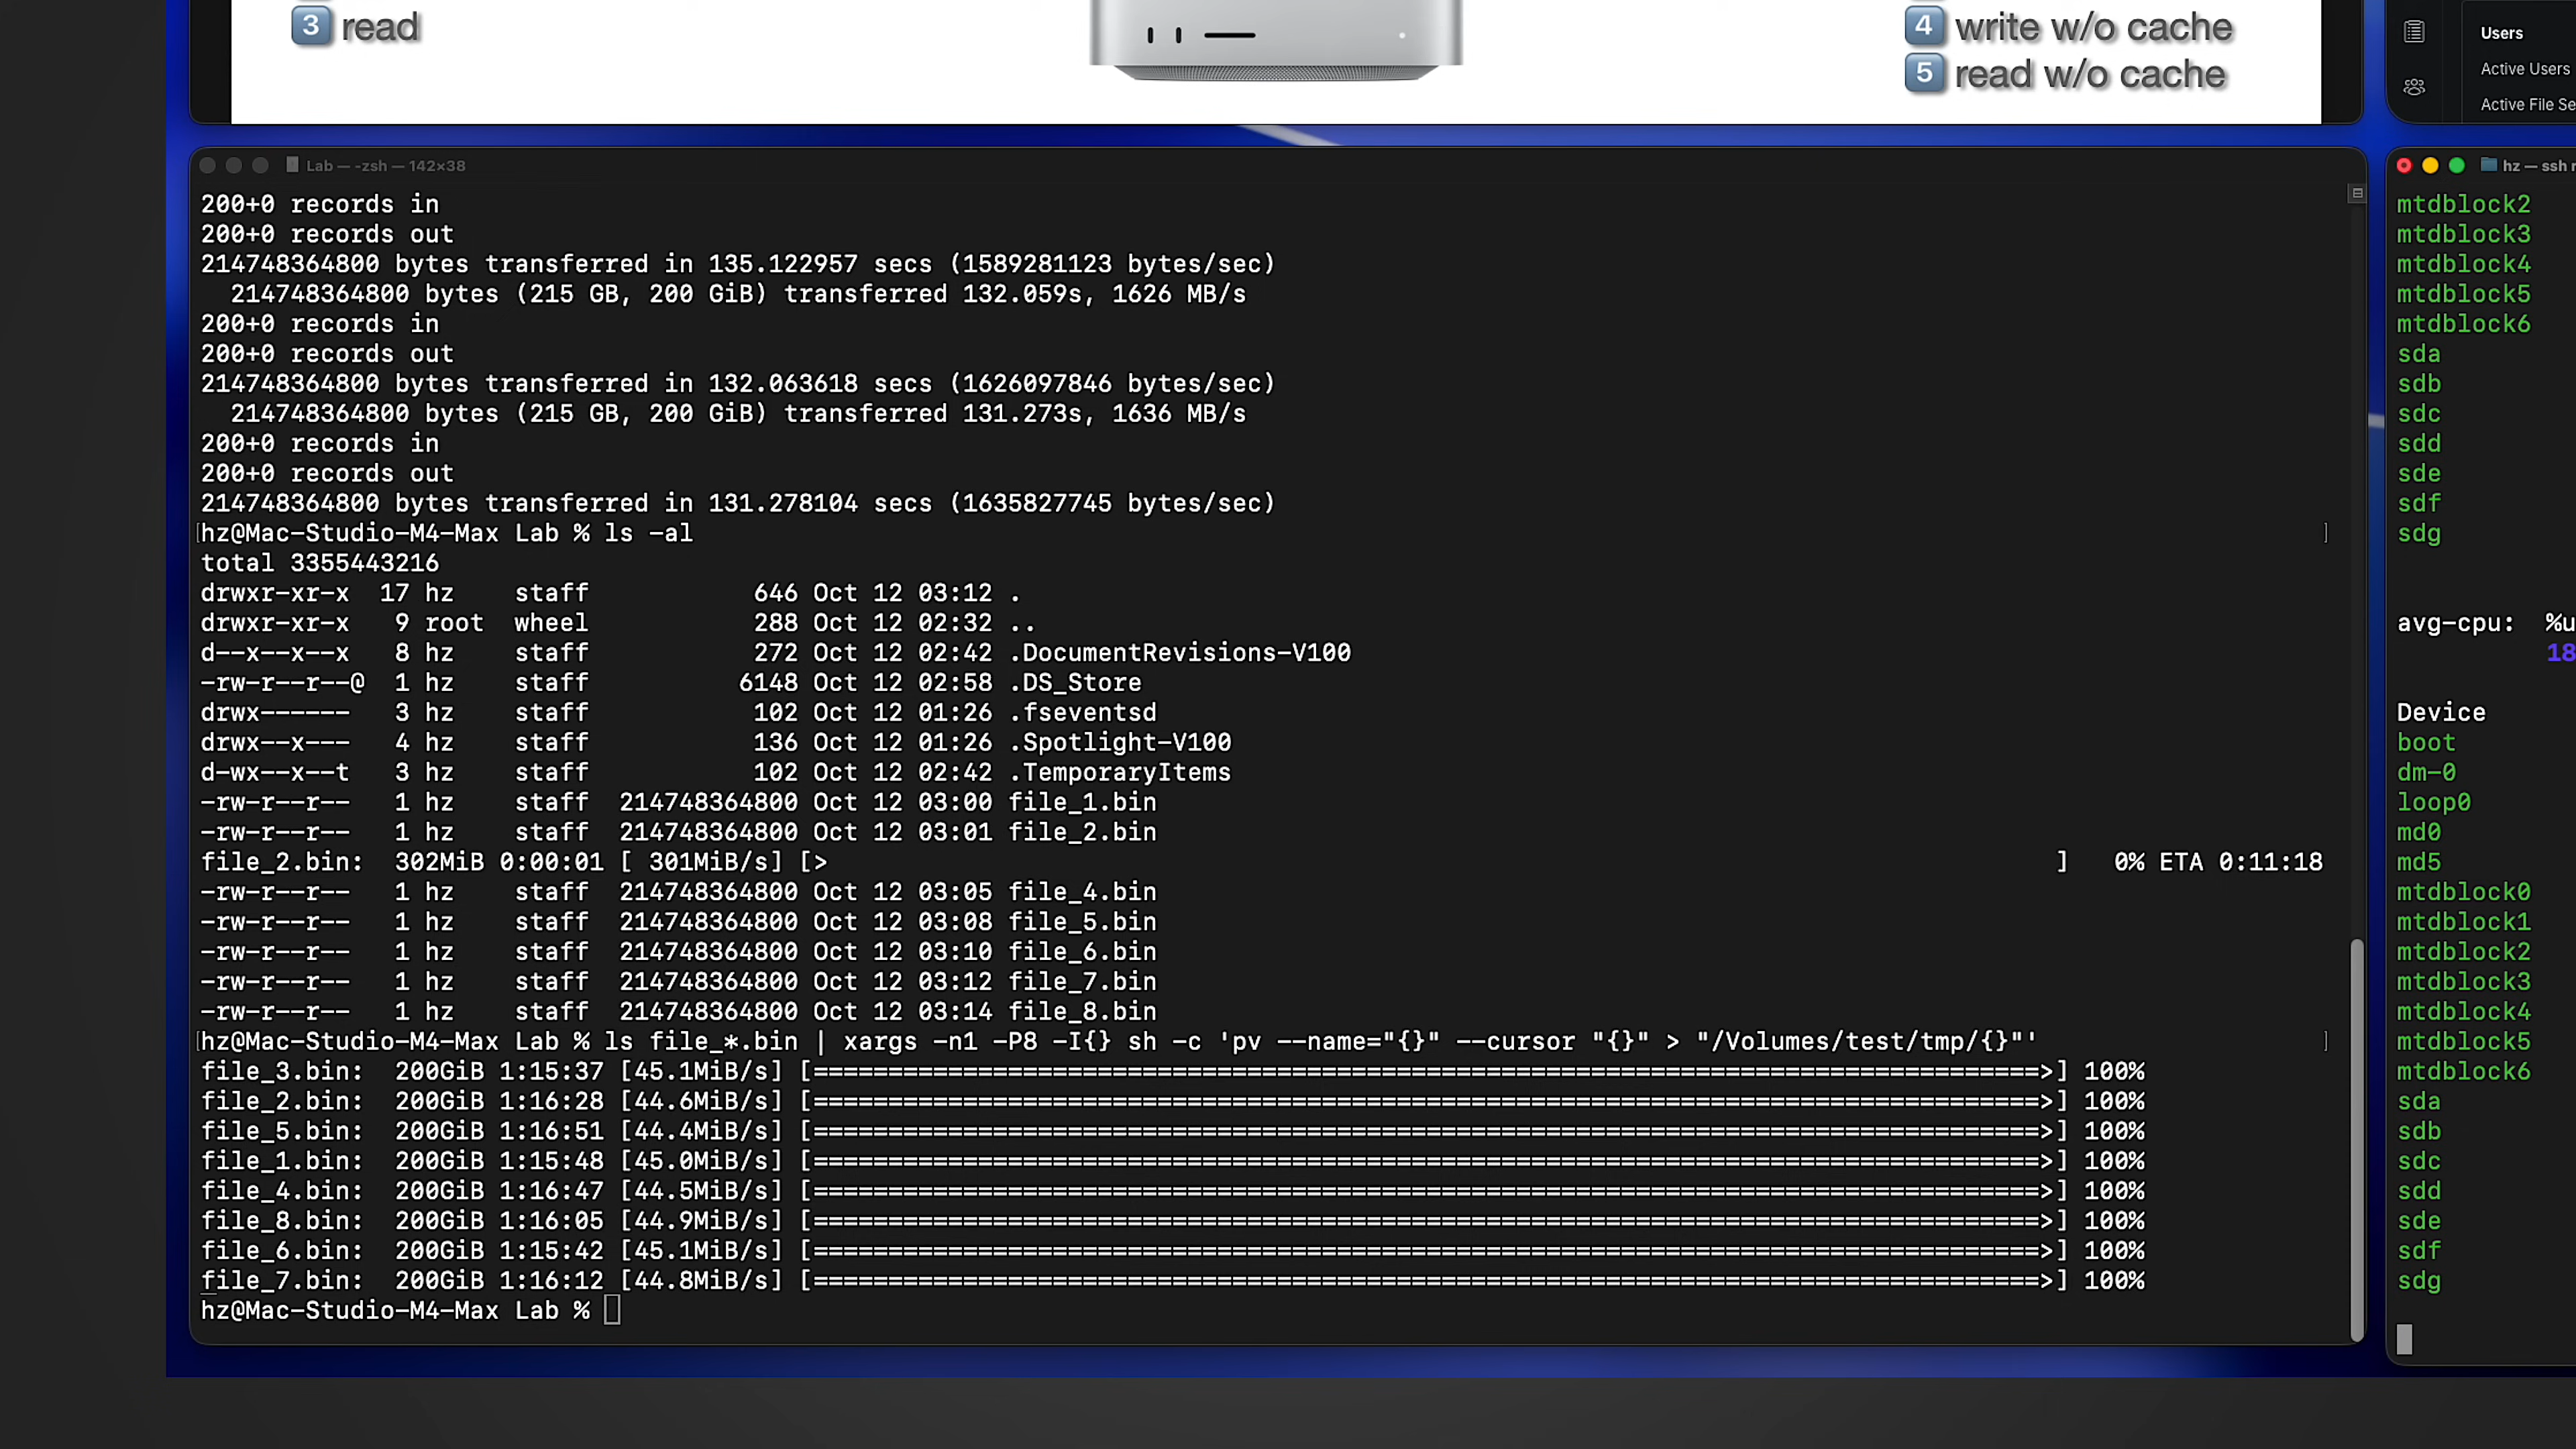 3 read
4 write w/o cache
5 read w/o cache
Users
Active Users
Active File Se
Lab — -zsh — 142×38
200+0 records in
200+0 records out
214748364800 bytes transferred in 135.122957 secs (1589281123 bytes/sec)
214748364800 bytes (215 GB, 200 GiB) transferred 132.059s, 1626 MB/s
200+0 records in
200+0 records out
214748364800 bytes transferred in 132.063618 secs (1626097846 bytes/sec)
214748364800 bytes (215 GB, 200 GiB) transferred 131.273s, 1636 MB/s
200+0 records in
200+0 records out
214748364800 bytes transferred in 131.278104 secs (1635827745 bytes/sec)
[hz@Mac-Studio-M4-Max Lab % ls -al ]
total 3355443216
drwxr-xr-x 17 hz staff 646 Oct 12 03:12 .
drwxr-xr-x 9 root wheel 288 Oct 12 02:32 ..
d--x--x--x 8 hz staff 272 Oct 12 02:42 .DocumentRevisions-V100
-rw-r--r--@ 1 hz staff 6148 Oct 12 02:58 .DS_Store
drwx------ 3 hz staff 102 Oct 12 01:26 .fseventsd
drwx--x--- 4 hz staff 136 Oct 12 01:26 .Spotlight-V100
d-wx--x--t 3 hz staff 102 Oct 12 02:42 .TemporaryItems
-rw-r--r-- 1 hz staff 214748364800 Oct 12 03:00 file_1.bin
-rw-r--r-- 1 hz staff 214748364800 Oct 12 03:01 file_2.bin
file_2.bin: 302MiB 0:00:01 [ 301MiB/s] [> ] 0% ETA 0:11:18
-rw-r--r-- 1 hz staff 214748364800 Oct 12 03:05 file_4.bin
-rw-r--r-- 1 hz staff 214748364800 Oct 12 03:08 file_5.bin
-rw-r--r-- 1 hz staff 214748364800 Oct 12 03:10 file_6.bin
-rw-r--r-- 1 hz staff 214748364800 Oct 12 03:12 file_7.bin
-rw-r--r-- 1 hz staff 214748364800 Oct 12 03:14 file_8.bin
[hz@Mac-Studio-M4-Max Lab % ls file_*.bin | xargs -n1 -P8 -I{} sh -c 'pv --name="{}" --cursor "{}" > "/Volumes/test/tmp/{}"' ]
file_3.bin: 200GiB 1:15:37 [45.1MiB/s] [==================================================================================>] 100%
file_2.bin: 200GiB 1:16:28 [44.6MiB/s] [==================================================================================>] 100%
file_5.bin: 200GiB 1:16:51 [44.4MiB/s] [==================================================================================>] 100%
file_1.bin: 200GiB 1:15:48 [45.0MiB/s] [==================================================================================>] 100%
file_4.bin: 200GiB 1:16:47 [44.5MiB/s] [==================================================================================>] 100%
file_8.bin: 200GiB 1:16:05 [44.9MiB/s] [==================================================================================>] 100%
file_6.bin: 200GiB 1:15:42 [45.1MiB/s] [==================================================================================>] 100%
file_7.bin: 200GiB 1:16:12 [44.8MiB/s] [==================================================================================>] 100%
hz@Mac-Studio-M4-Max Lab %
hz — ssh r
mtdblock2
mtdblock3
mtdblock4
mtdblock5
mtdblock6
sda
sdb
sdc
sdd
sde
sdf
sdg
avg-cpu: %u
18
Device
boot
dm-0
loop0
md0
md5
mtdblock0
mtdblock1
mtdblock2
mtdblock3
mtdblock4
mtdblock5
mtdblock6
sda
sdb
sdc
sdd
sde
sdf
sdg